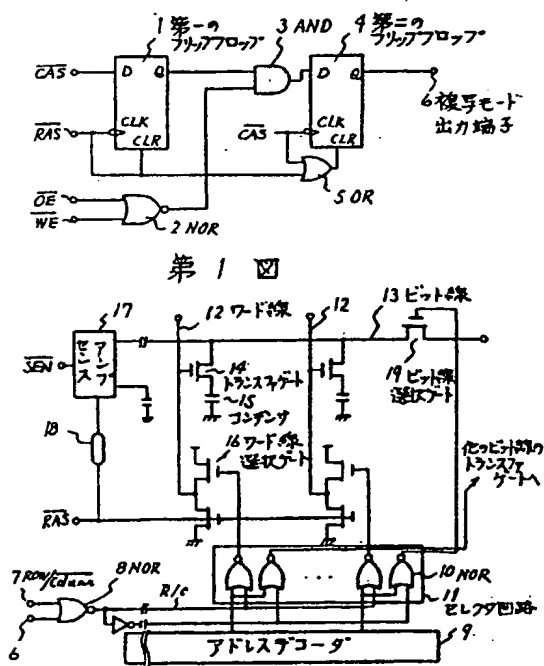 1 第一の
フリップフロップ
3 AND
4 第二の
フリップフロップ
CAS
D
Q
D
Q
6 複写モード
出力端子
CLK
CLR
RAS
CAS
CLK
CLR
5 OR
OE
WE
2 NOR
第 1 図
17
12 ワード線
12
13 ビット線
センス
アンプ
SEN
14
トランスファゲート
15
コンデンサ
19 ビット線
選択ゲート
18
16 ワード線
選択ゲート
他のビット線の
トランスファ
ゲートへ
RAS
7 ROW
/Column
8 NOR
R/C
...
10 NOR
11
セレクタ回路
6
アドレスデコーダ
9